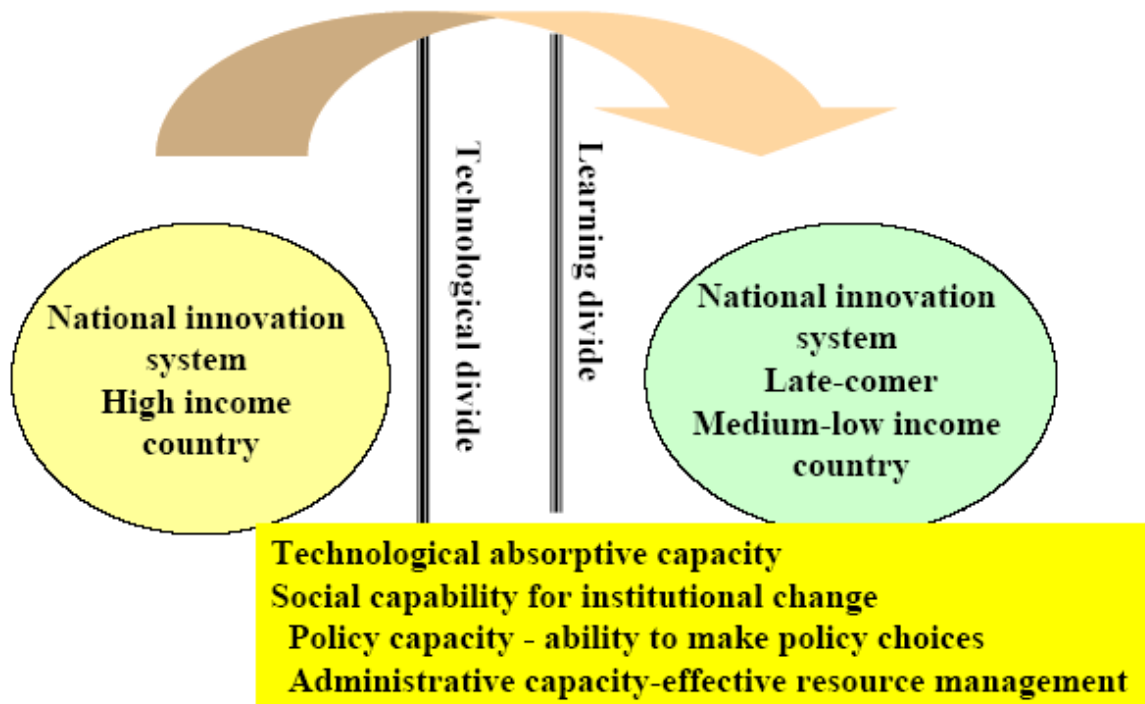 National innovation
system
High income
country
Technological divide
Learning divide
National innovation
system
Late-comer
Medium-low income
country
Technological absorptive capacity
Social capability for institutional change
Policy capacity - ability to make policy choices
Administrative capacity-effective resource management